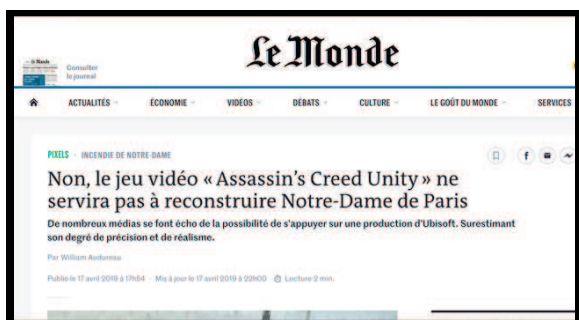 Le Monde
Consulter
le journal
Le Monde
ACTUALITÉS
ÉCONOMIE
VIDÉOS
DÉBATS
CULTURE
LE GOÛT DU MONDE
SERVICES
PIXELS - INCENDIE DE NOTRE-DAME
Non, le jeu vidéo « Assassin's Creed Unity » ne
servira pas à reconstruire Notre-Dame de Paris
De nombreux médias se font écho de la possibilité de s'appuyer sur une production d'Ubisoft. Surestimant
son degré de précision et de réalisme.
Par William Audureau
Publié le 17 avril 2019 à 17h54 - Mis à jour le 17 avril 2019 à 22h00 Lecture 2 min.